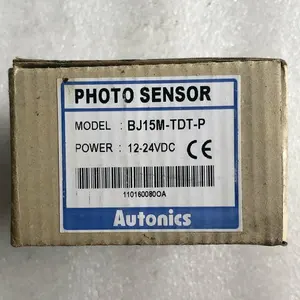 PHOTO SENSOR
MODEL : BJ15M-TDT-P
POWER : 12-24VDC CE
110160080OA
Autonics